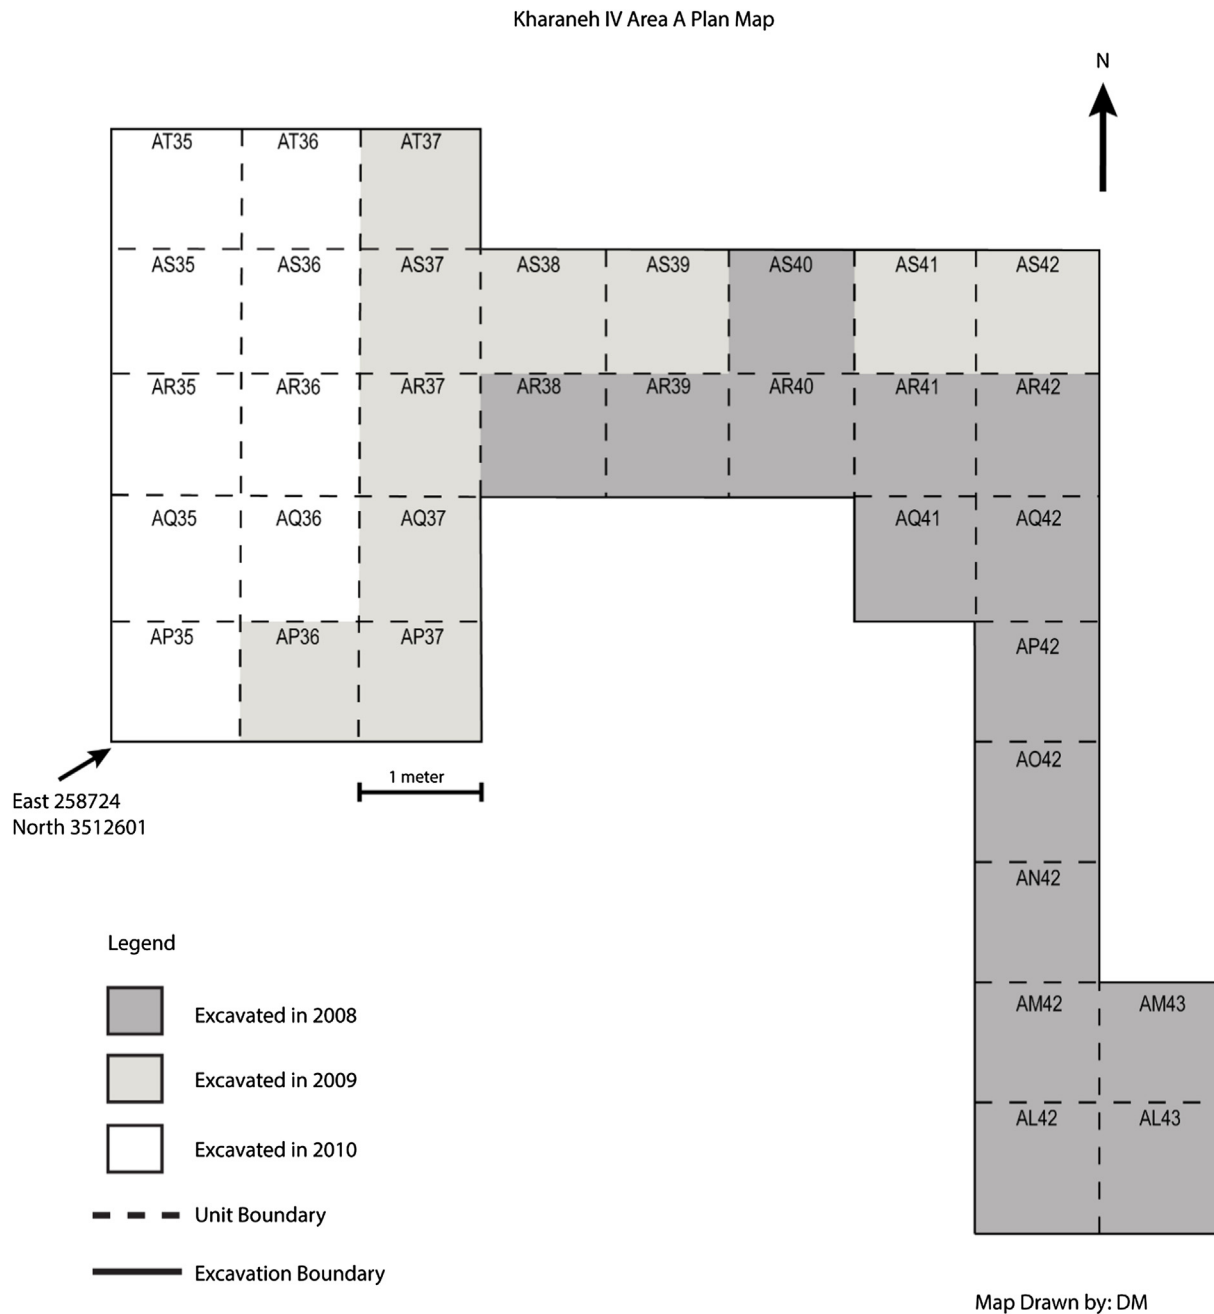 Kharaneh IV Area A Plan Map
N
AT35 AT36 AT37
AS35 AS36 AS37 AS38 AS39 AS40 AS41 AS42
AR35 AR36 AR37 AR38 AR39 AR40 AR41 AR42
AQ35 AQ36 AQ37 AQ41 AQ42
AP35 AP36 AP37 AP42
AO42
1 meter
East 258724
North 3512601
AN42
Legend
AM42 AM43
Excavated in 2008
Excavated in 2009
AL42 AL43
Excavated in 2010
Unit Boundary
Excavation Boundary
Map Drawn by: DM